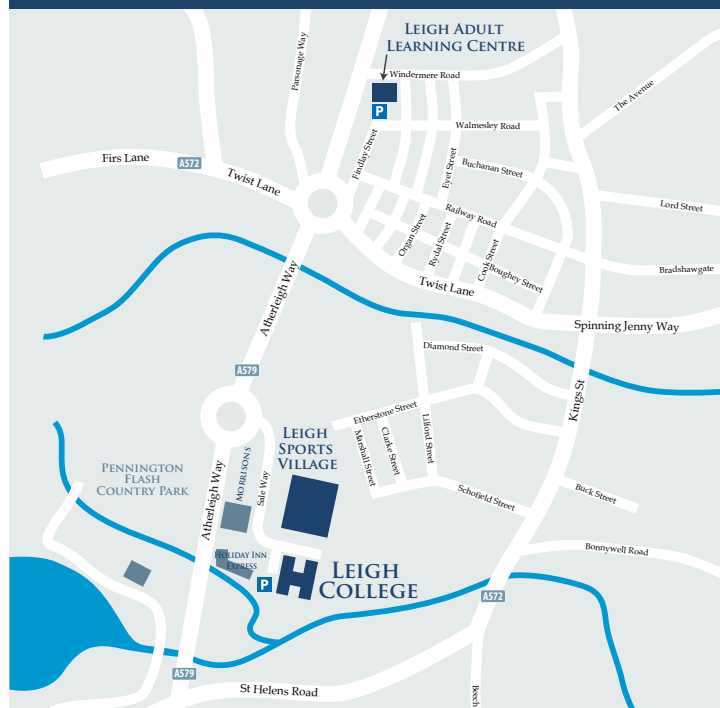 LEIGH ADULT
LEARNING CENTRE
Parsonage Way
Windermere Road
The Avenue
P
Walmesley Road
Findlay Street
Firs Lane
A572
Twist Lane
Eyet Street
Buchanan Street
Lord Street
Railway Road
Organ Street
Rydal Street
Cook Street
Boughey Street
Bradshawgate
Twist Lane
Atherleigh Way
Spinning Jenny Way
Diamond Street
A579
Kings St
Etherstone Street
Lilford Street
Marshall Street
Clarke Street
LEIGH
SPORTS
VILLAGE
MORRISONS
Sale Way
PENNINGTON
FLASH
COUNTRY PARK
Atherleigh Way
Schofield Street
Buck Street
Bonnywell Road
HOLIDAY INN
EXPRESS
P
LEIGH
COLLEGE
A572
A579
St Helens Road
Beech